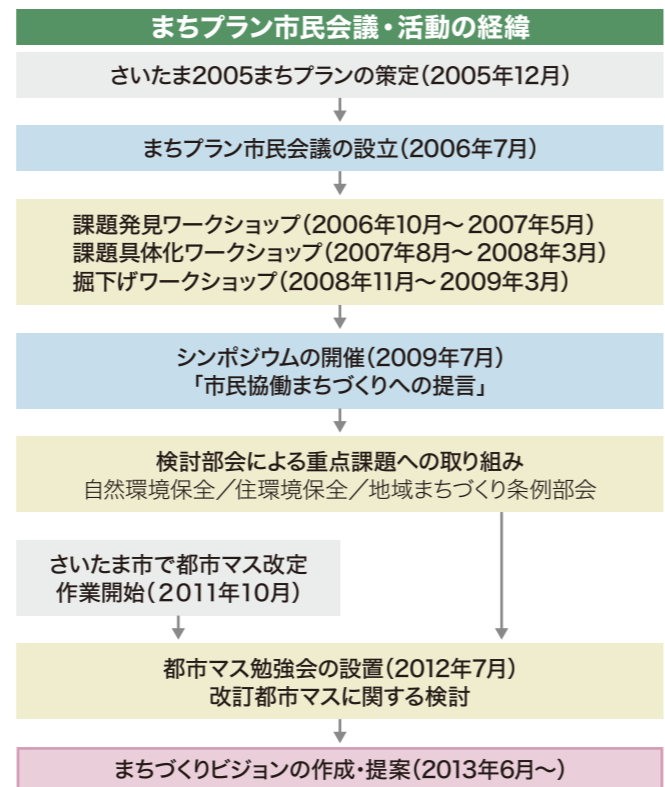 まちプラン市民会議・活動の経緯
さいたま2005まちプランの策定(2005年12月)
まちプラン市民会議の設立(2006年7月)
課題発見ワークショップ(2006年10月〜2007年5月)
課題具体化ワークショップ(2007年8月〜2008年3月)
掘下げワークショップ(2008年11月〜2009年3月)
シンポジウムの開催(2009年7月)
「市民協働まちづくりへの提言」
検討部会による重点課題への取り組み
自然環境保全／住環境保全／地域まちづくり条例部会
さいたま市で都市マス改定
作業開始(2011年10月)
都市マス勉強会の設置(2012年7月)
改訂都市マスに関する検討
まちづくりビジョンの作成・提案(2013年6月〜)